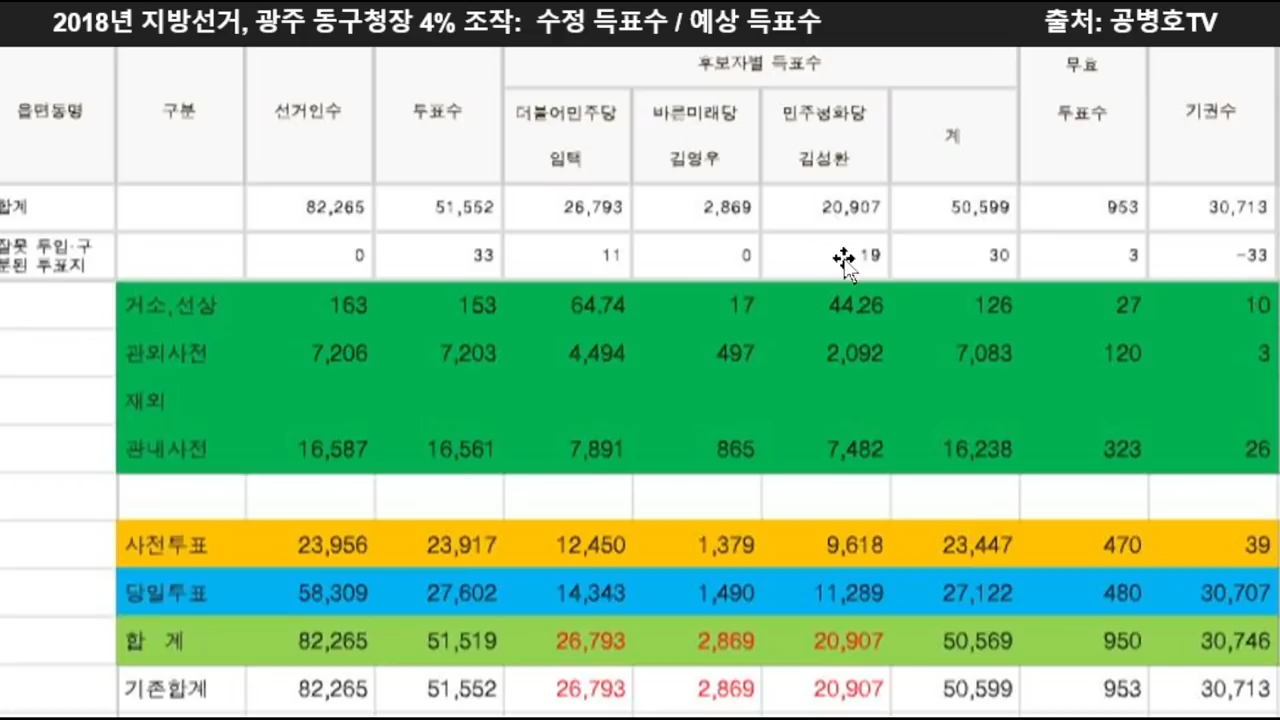 2018년 지방선거, 광주 동구청장 4% 조작: 수정 득표수 / 예상 득표수 출처: 공병호TV
후보자별 득표수 무효
읍면동명 구분 선거인수 투표수 더불어민주당 바른미래당 민주평화당 계 투표수 기권수
임택 김영우 김성환
합계 82,265 51,552 26,793 2,869 20,907 50,599 953 30,713
잘못 투입·구
분된 투표지 0 33 11 0 19 30 3 -33
거소,선상 163 153 64.74 17 44.26 126 27 10
관외사전 7,206 7,203 4,494 497 2,092 7,083 120 3
재외
관내사전 16,587 16,561 7,891 865 7,482 16,238 323 26
사전투표 23,956 23,917 12,450 1,379 9,618 23,447 470 39
당일투표 58,309 27,602 14,343 1,490 11,289 27,122 480 30,707
합 계 82,265 51,519 26,793 2,869 20,907 50,569 950 30,746
기존합계 82,265 51,552 26,793 2,869 20,907 50,599 953 30,713